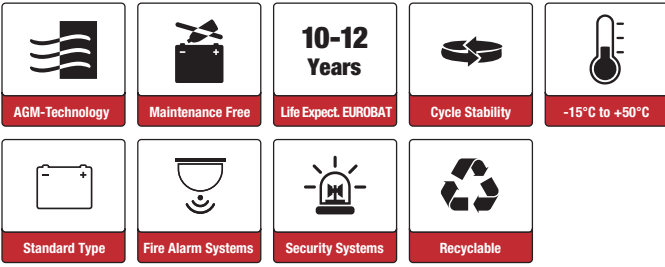 AGM-Technology
Maintenance Free
10-12
Years
Life Expect. EUROBAT
Cycle Stability
-15°C to +50°C
Standard Type
Fire Alarm Systems
Security Systems
Recyclable